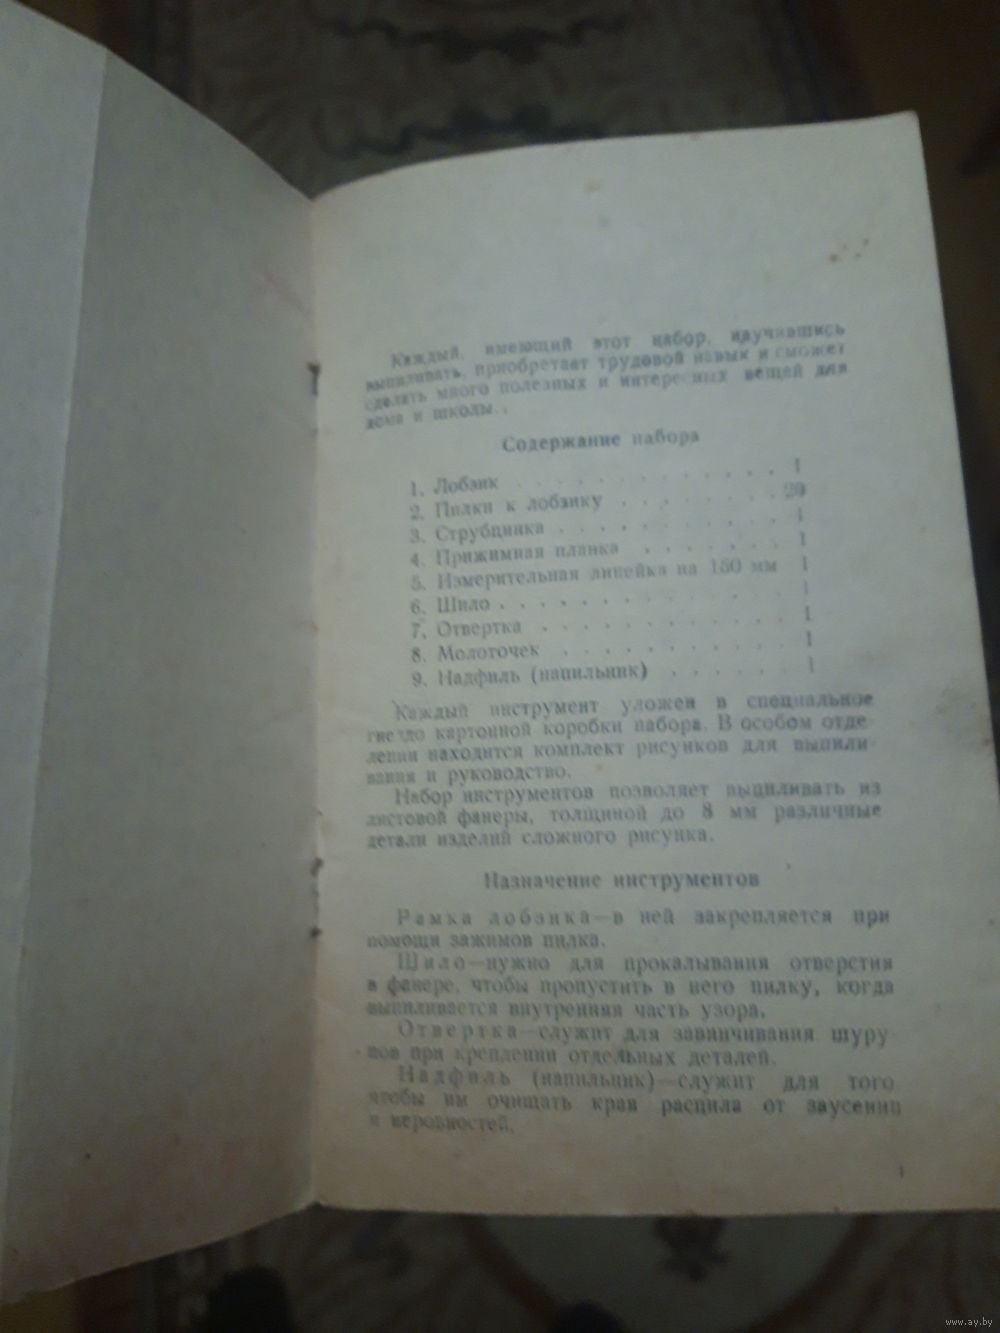 Каждый, имеющий этот набор, научившись
выпиливать, приобретает трудовой навык и сможет
сделать много полезных и интересных вещей для
дома и школы.
Содержание набора
1. Лобзик . . . . . . . . . . . . 1
2. Пилки к лобзику . . . . . . . 20
3. Струбцинка . . . . . . . . . . 1
4. Прижимная планка . . . . . . 1
5. Измерительная линейка на 150 мм 1
6. Шило . . . . . . . . . . . . . 1
7. Отвертка . . . . . . . . . . . 1
8. Молоточек . . . . . . . . . . 1
9. Надфиль (напильник) . . . . . 1
Каждый инструмент уложен в специальное
гнездо картонной коробки набора. В особом отде-
лении находится комплект рисунков для выпили-
вания и руководство.
Набор инструментов позволяет выпиливать из
листовой фанеры, толщиной до 8 мм различные
детали изделий сложного рисунка.
Назначение инструментов
Рамка лобзика—в ней закрепляется при
помощи зажимов пилка.
Шило—нужно для прокалывания отверстия
в фанере, чтобы пропустить в него пилку, когда
выпиливается внутренняя часть узора.
Отвертка—служит для завинчивания шуру-
пов при креплении отдельных деталей.
Надфиль (напильник)—служит для того
чтобы им очищать края распила от заусениц
и неровностей.
1
www.ay.by